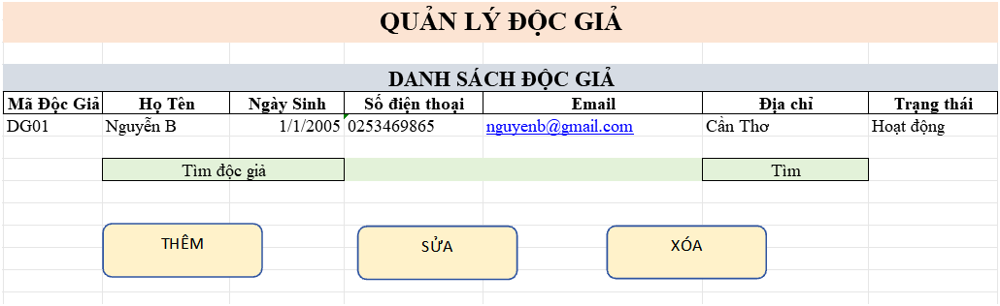 QUẢN LÝ ĐỘC GIẢ
DANH SÁCH ĐỘC GIẢ
Mã Độc Giả Họ Tên Ngày Sinh Số điện thoại Email Địa chỉ Trạng thái
DG01 Nguyễn B 1/1/2005 0253469865 nguyenb@gmail.com Cần Thơ Hoạt động
Tìm độc giả Tìm
THÊM SỬA XÓA